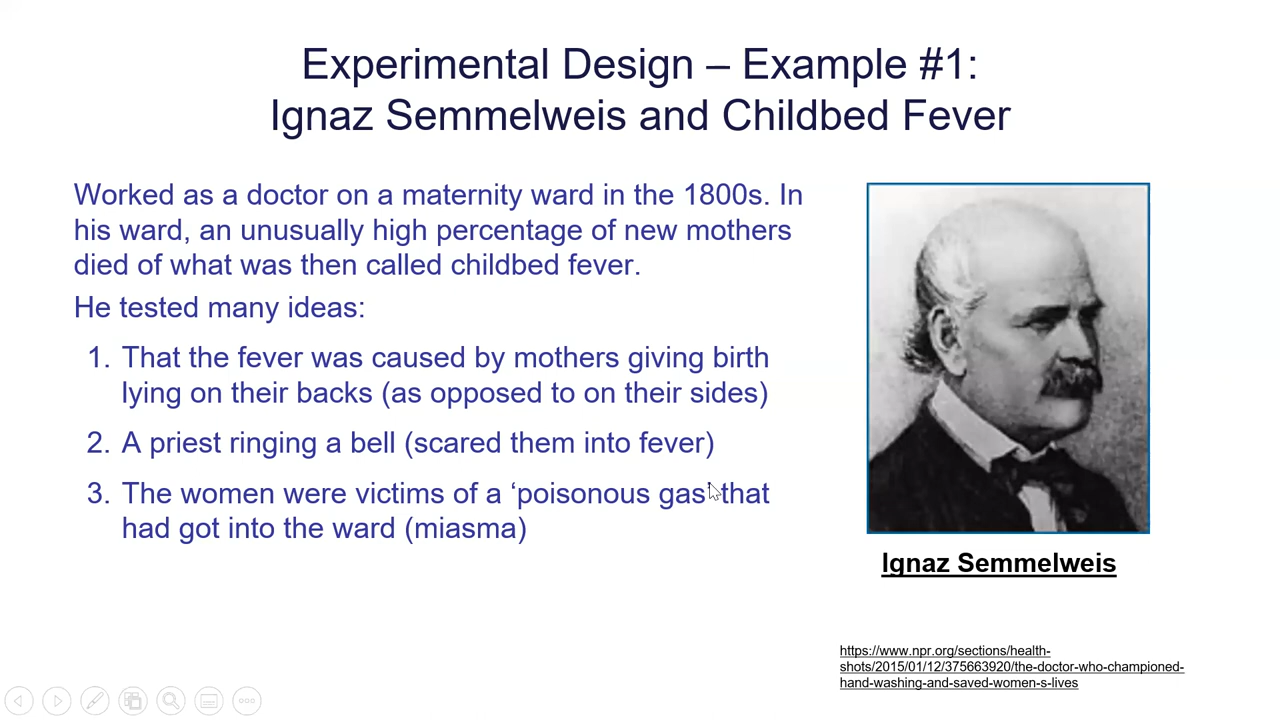 Experimental Design – Example #1:
Ignaz Semmelweis and Childbed Fever
Worked as a doctor on a maternity ward in the 1800s. In
his ward, an unusually high percentage of new mothers
died of what was then called childbed fever.
He tested many ideas:
1. That the fever was caused by mothers giving birth
lying on their backs (as opposed to on their sides)
2. A priest ringing a bell (scared them into fever)
3. The women were victims of a ‘poisonous gas’ that
had got into the ward (miasma)
Ignaz Semmelweis
https://www.npr.org/sections/health-
shots/2015/01/12/375663920/the-doctor-who-championed-
hand-washing-and-saved-women-s-lives